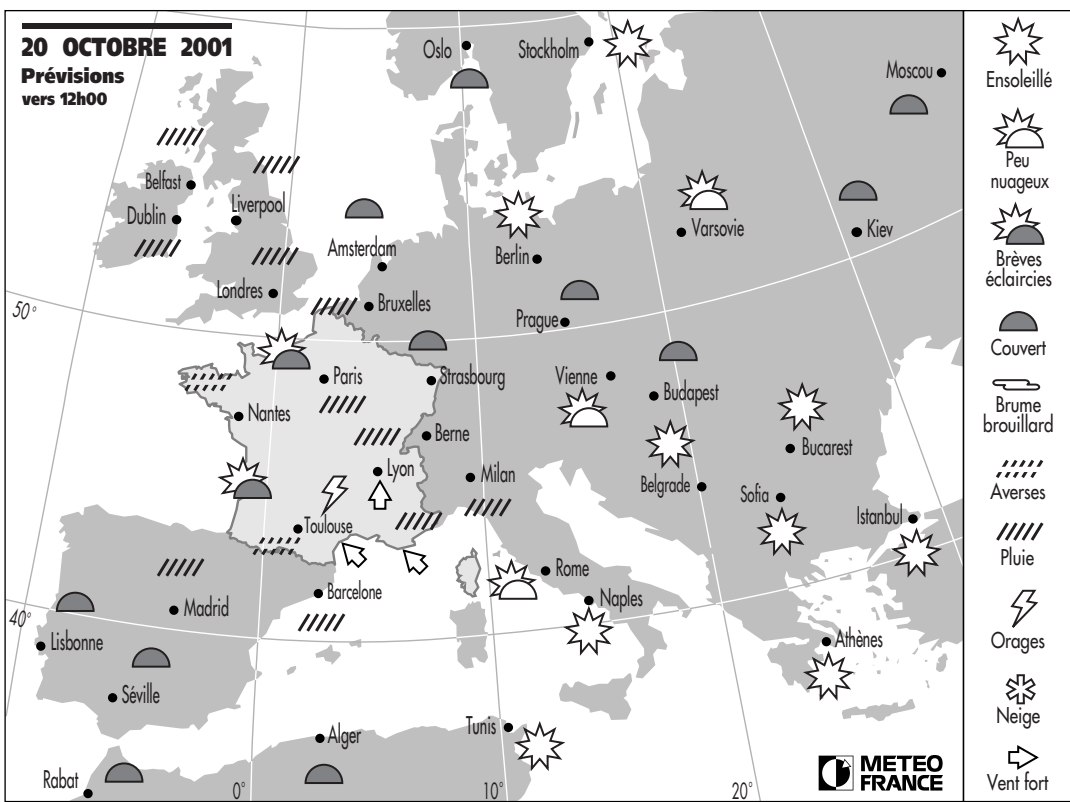 20 OCTOBRE 2001
Prévisions
vers 12h00
Oslo
Stockholm
Moscou
Belfast
Dublin
Liverpool
Amsterdam
Berlin
Varsovie
Kiev
Londres
Bruxelles
50°
Prague
Paris
Strasbourg
Vienne
Budapest
Nantes
Berne
Bucarest
Lyon
Milan
Belgrade
Sofia
Istanbul
Toulouse
Barcelone
Rome
Naples
Madrid
40°
Lisbonne
Athènes
Séville
Alger
Tunis
Rabat
0°
10°
20°
METEO
FRANCE
Ensoleillé
Peu
nuageux
Brèves
éclaircies
Couvert
Brume
brouillard
Averses
Pluie
Orages
Neige
Vent fort